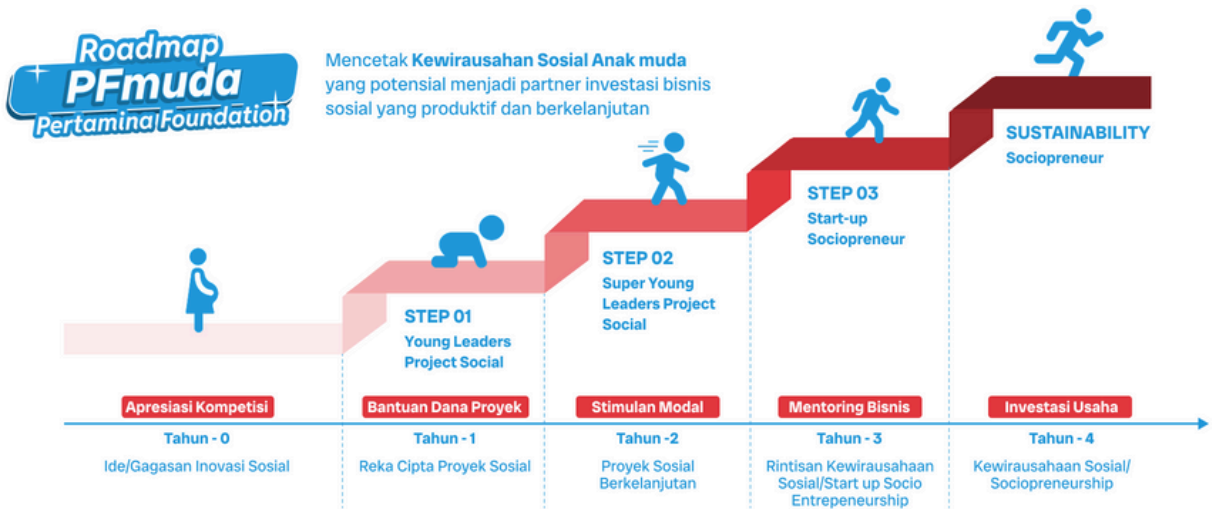 Roadmap
PFmuda
Pertamina Foundation
Mencetak Kewirausahan Sosial Anak muda
yang potensial menjadi partner investasi bisnis
sosial yang produktif dan berkelanjutan
STEP 01
Young Leaders
Project Social
STEP 02
Super Young
Leaders Project
Social
STEP 03
Start-up
Sociopreneur
SUSTAINABILITY
Sociopreneur
Apresiasi Kompetisi
Bantuan Dana Proyek
Stimulan Modal
Mentoring Bisnis
Investasi Usaha
Tahun - 0
Tahun - 1
Tahun -2
Tahun - 3
Tahun - 4
Ide/Gagasan Inovasi Sosial
Reka Cipta Proyek Sosial
Proyek Sosial
Berkelanjutan
Rintisan Kewirausahaan
Sosial/Start up Socio
Entrepeneurship
Kewirausahaan Sosial/
Sociopreneurship